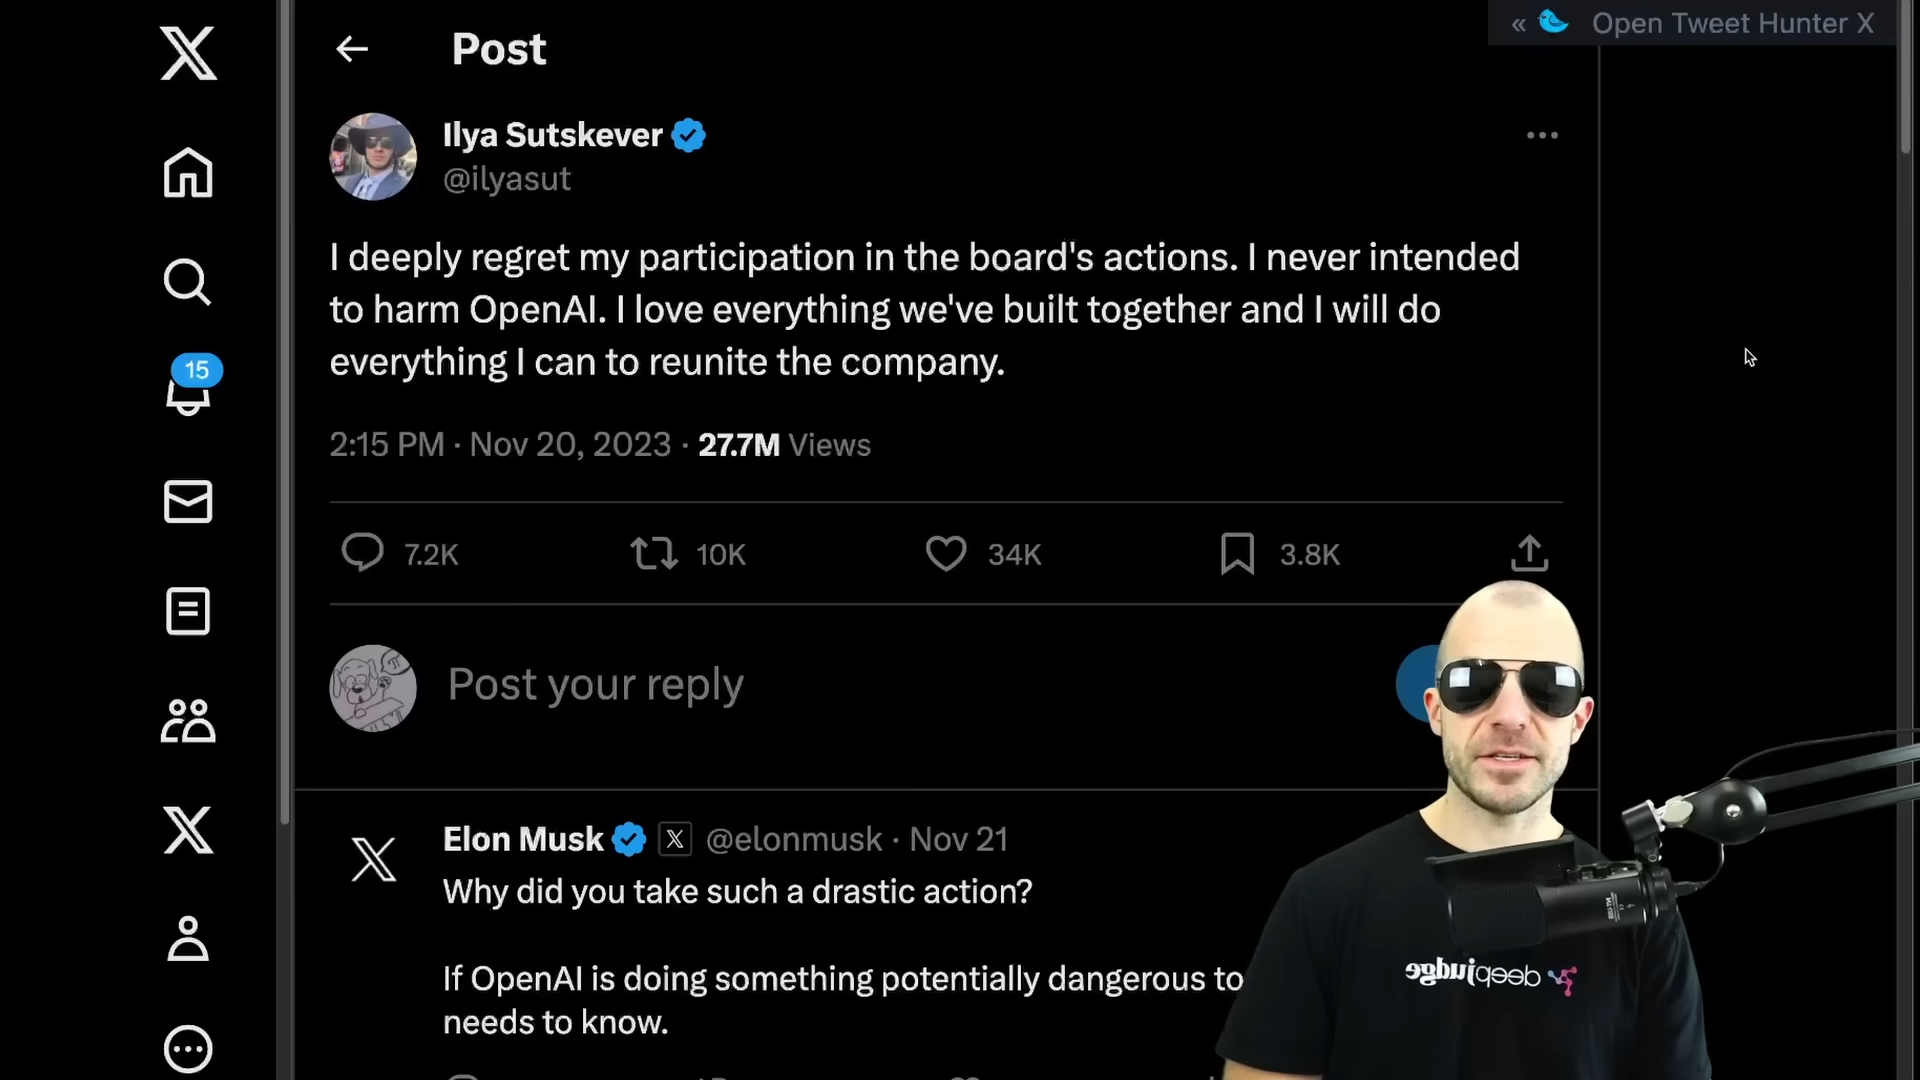 « Open Tweet Hunter X
Post
Ilya Sutskever
@ilyasut
I deeply regret my participation in the board's actions. I never intended
to harm OpenAI. I love everything we've built together and I will do
everything I can to reunite the company.
2:15 PM · Nov 20, 2023 · 27.7M Views
15
7.2K 10K 34K 3.8K
Post your reply
Elon Musk @elonmusk · Nov 21
Why did you take such a drastic action?
If OpenAI is doing something potentially dangerous to
needs to know.
deepjudge